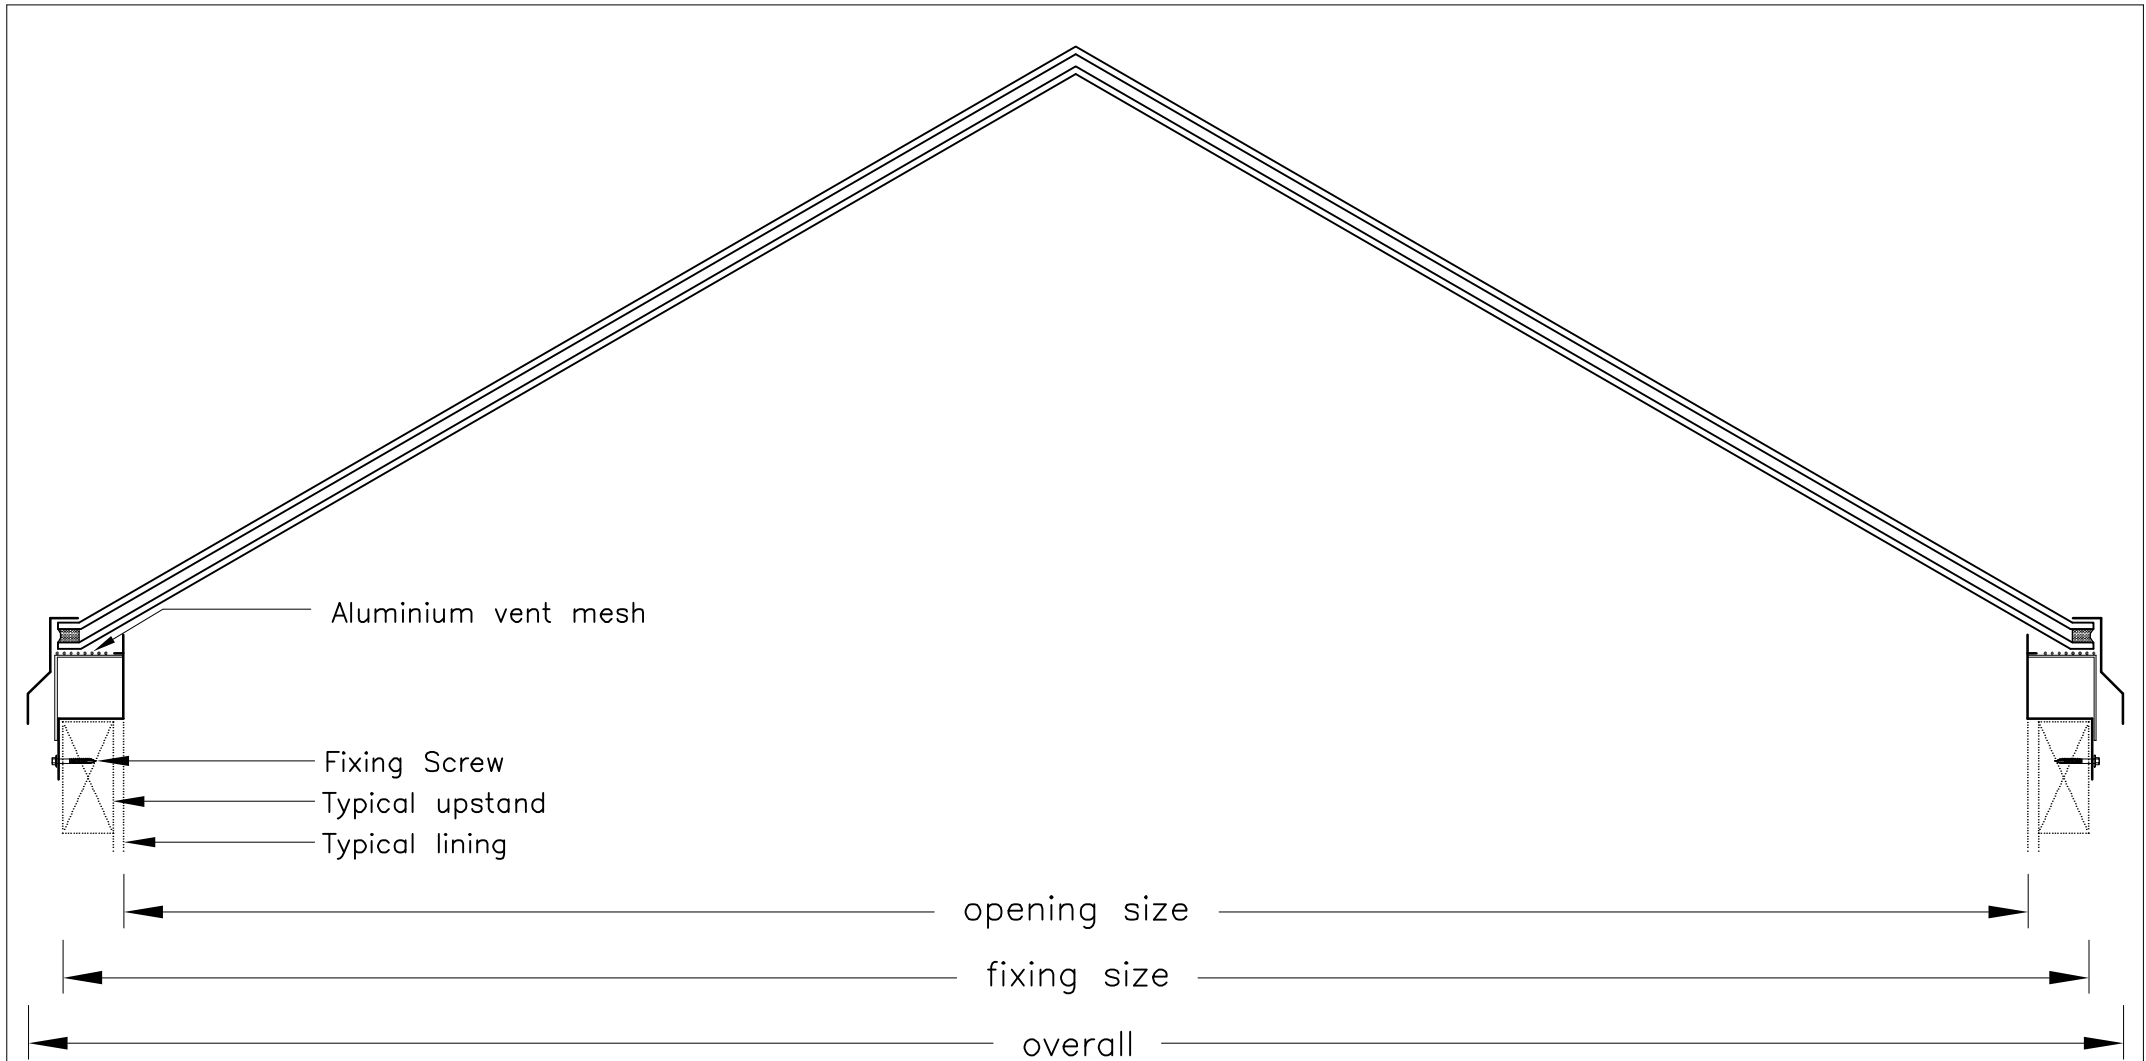 Aluminium vent mesh
Fixing Screw
Typical upstand
Typical lining
opening size
fixing size
overall